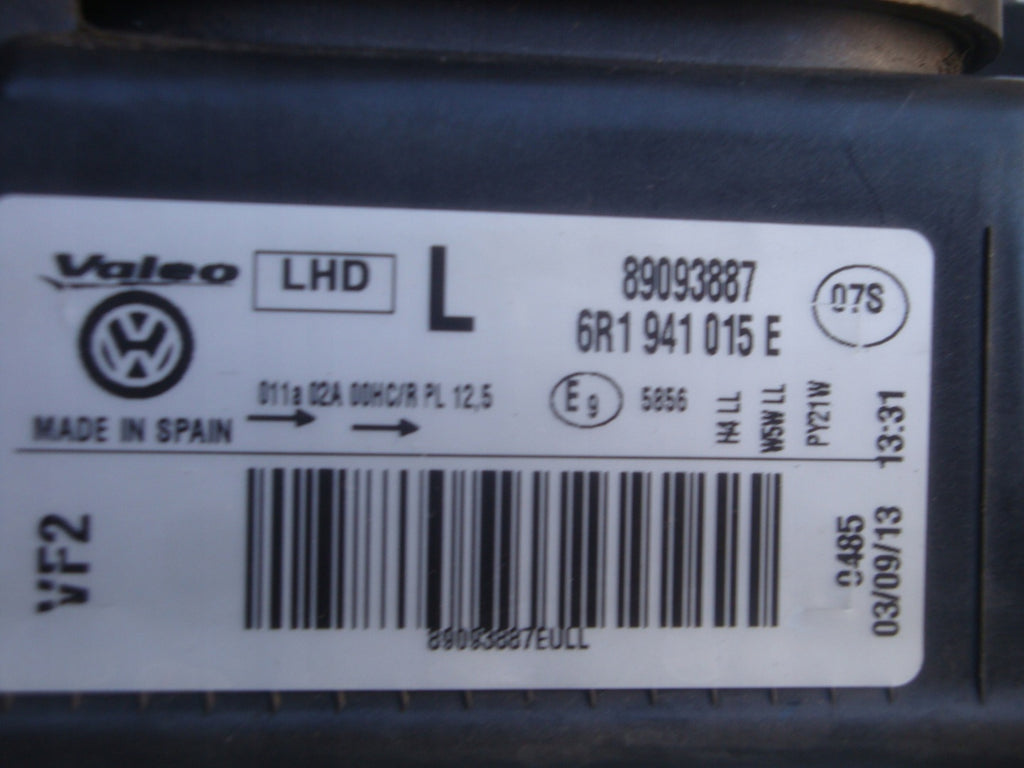 Valeo
LHD
L
89093887
6R1 941 015 E
07S
011a 02A 00HC/R PL 12,5
E9
5856
H4 LL
W5W LL
PY21W
MADE IN SPAIN
13:31
VF2
0485
03/09/13
89093887EULL